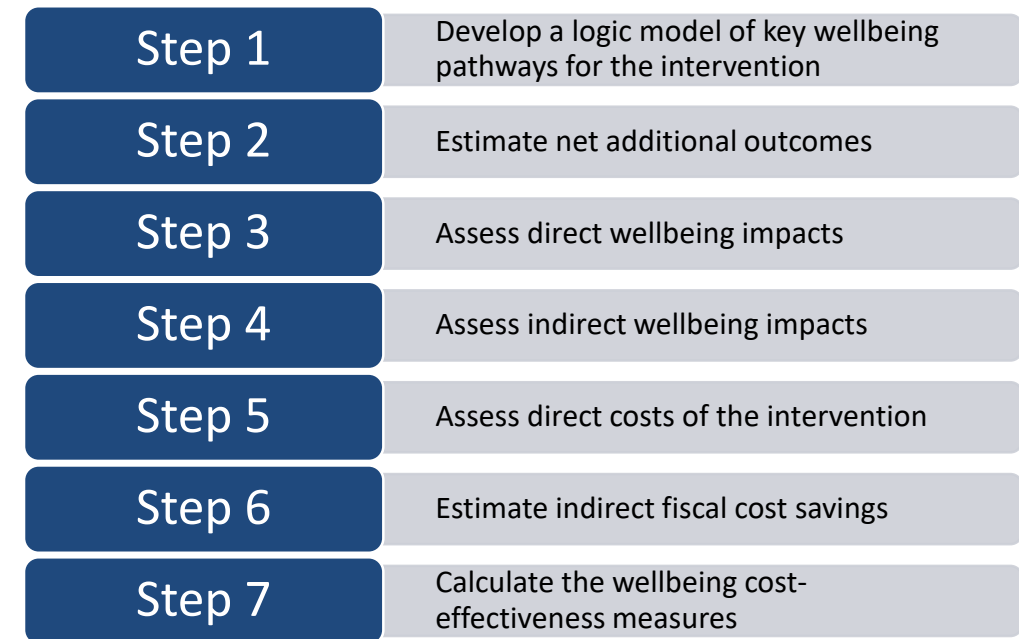 Step 1
Develop a logic model of key wellbeing
pathways for the intervention
Step 2
Estimate net additional outcomes
Step 3
Assess direct wellbeing impacts
Step 4
Assess indirect wellbeing impacts
Step 5
Assess direct costs of the intervention
Step 6
Estimate indirect fiscal cost savings
Step 7
Calculate the wellbeing cost-
effectiveness measures